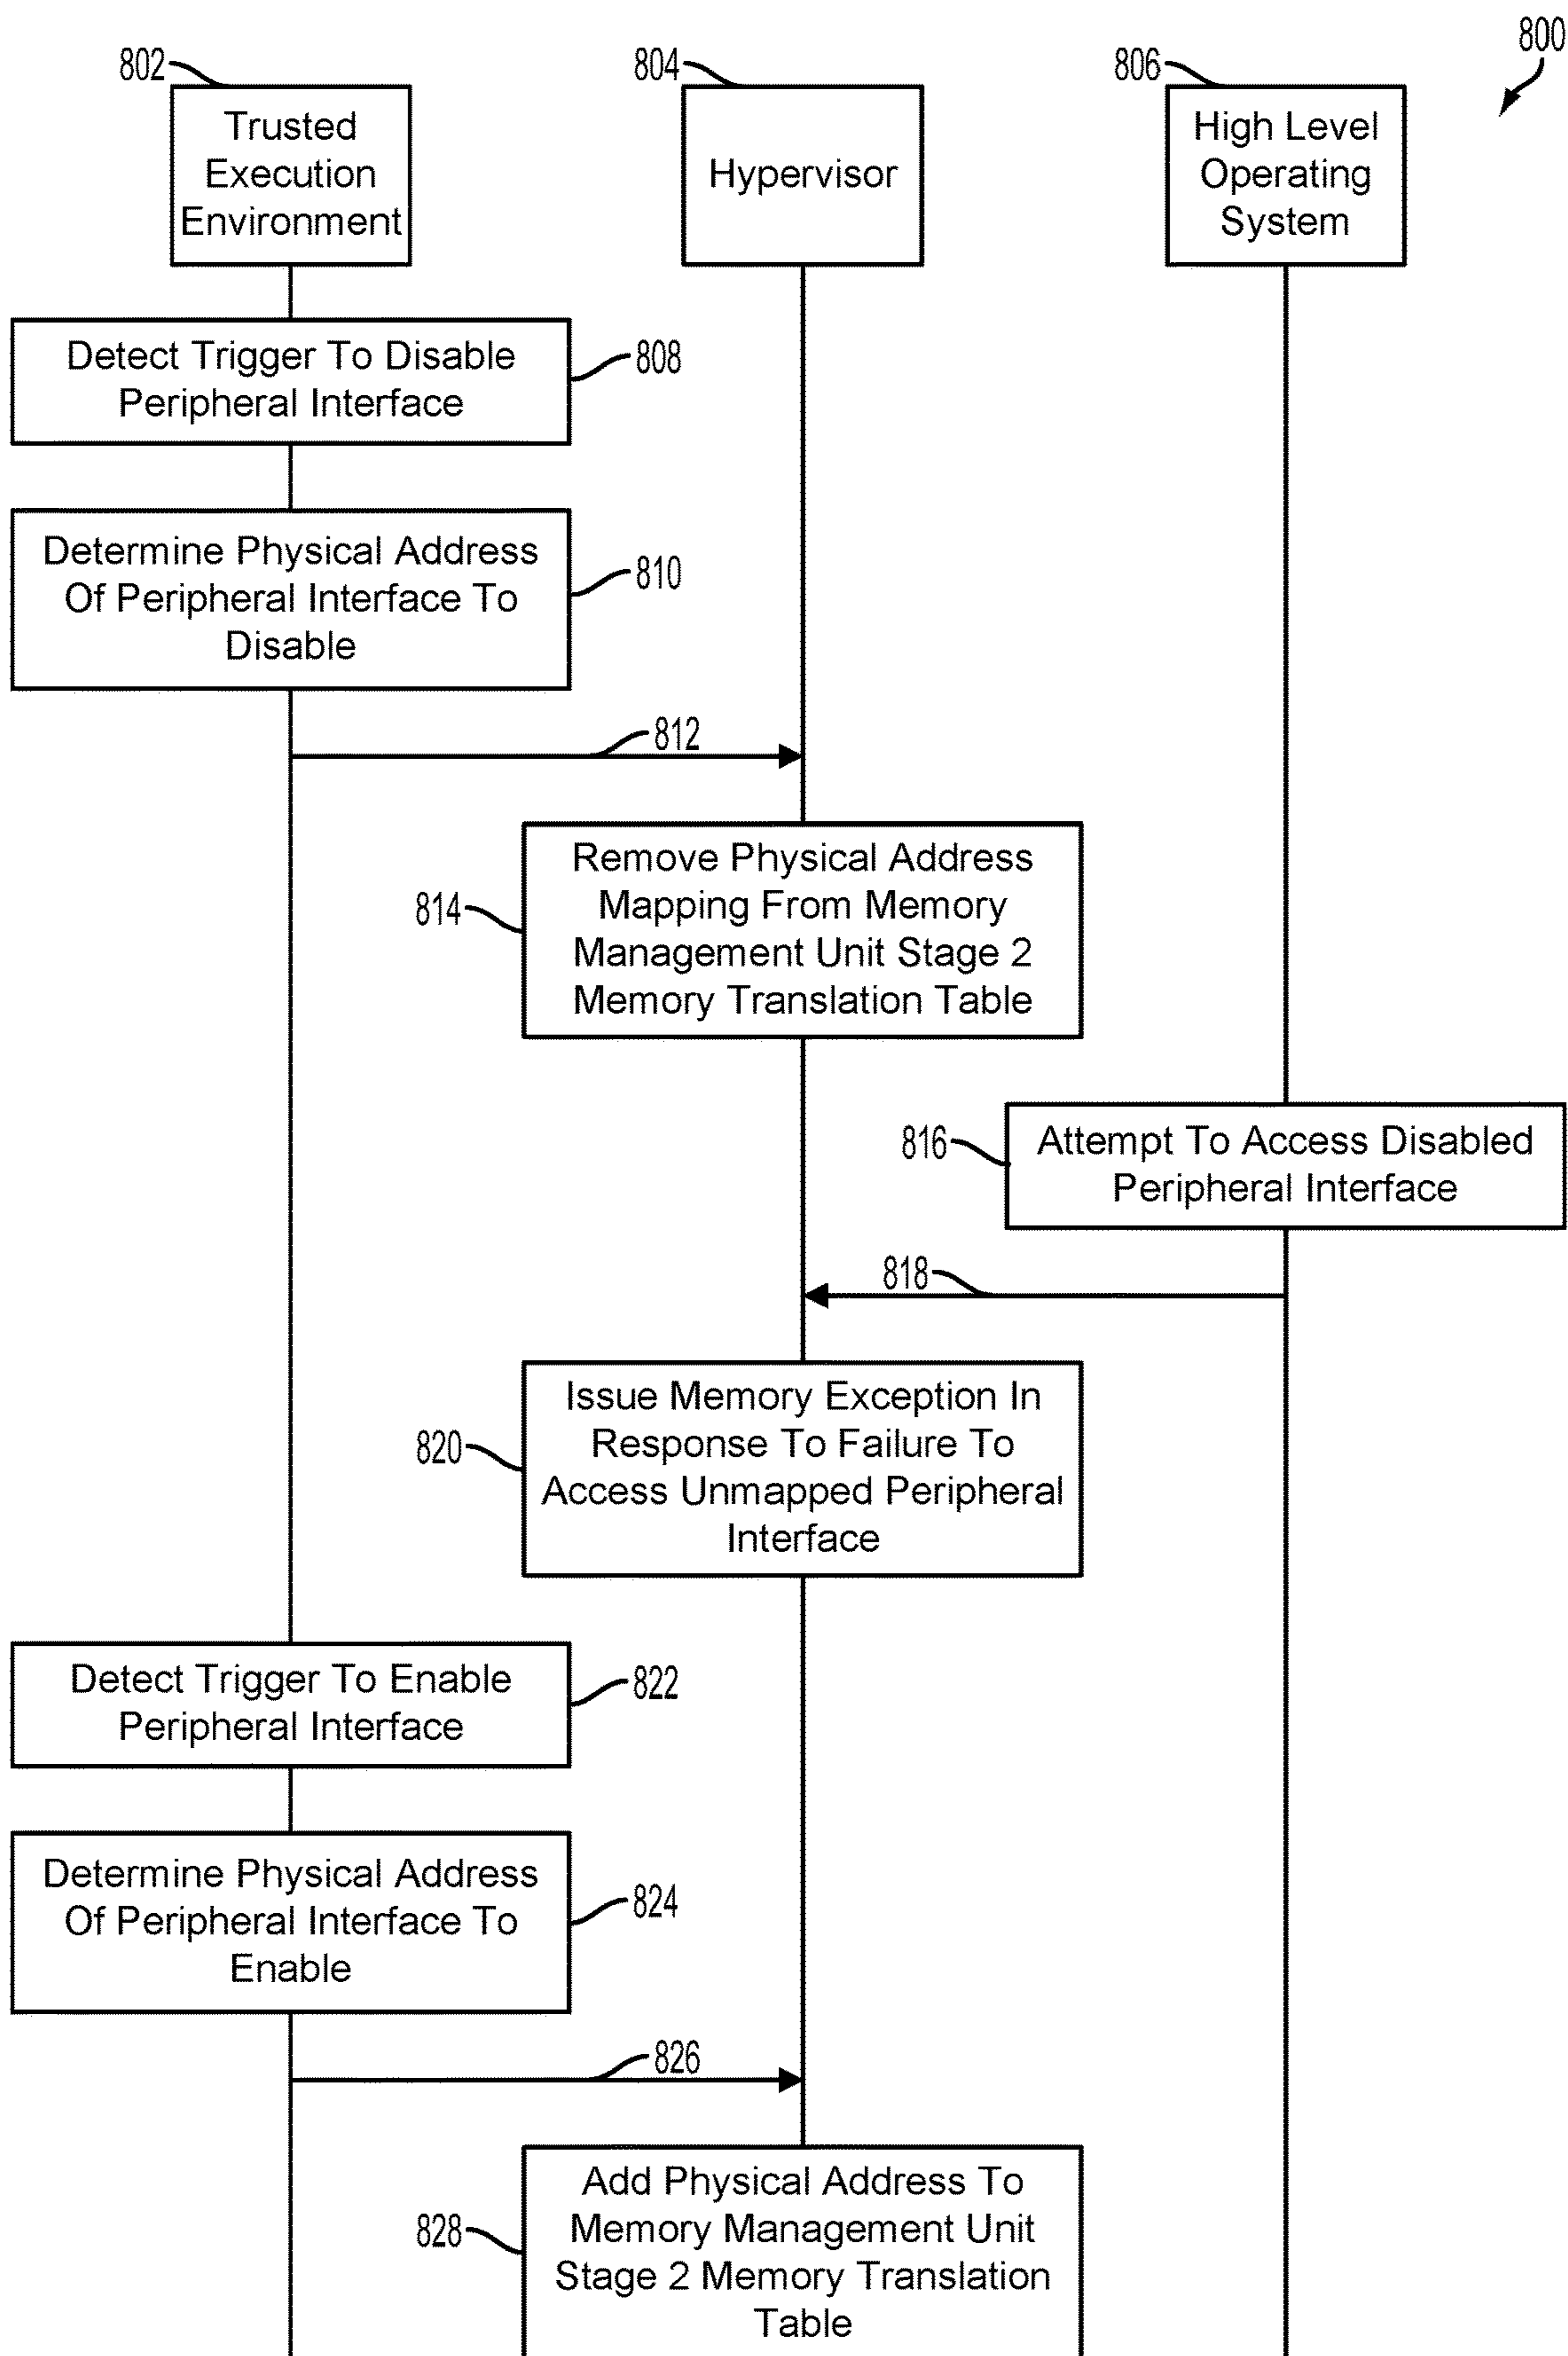 800
802
804
806
Trusted
Execution
Environment
Hypervisor
High Level
Operating
System
Detect Trigger To Disable
Peripheral Interface
808
Determine Physical Address
Of Peripheral Interface To
Disable
810
812
Remove Physical Address
Mapping From Memory
Management Unit Stage 2
Memory Translation Table
814
816
Attempt To Access Disabled
Peripheral Interface
818
Issue Memory Exception In
Response To Failure To
Access Unmapped Peripheral
Interface
820
Detect Trigger To Enable
Peripheral Interface
822
Determine Physical Address
Of Peripheral Interface To
Enable
824
826
Add Physical Address To
Memory Management Unit
Stage 2 Memory Translation
Table
828